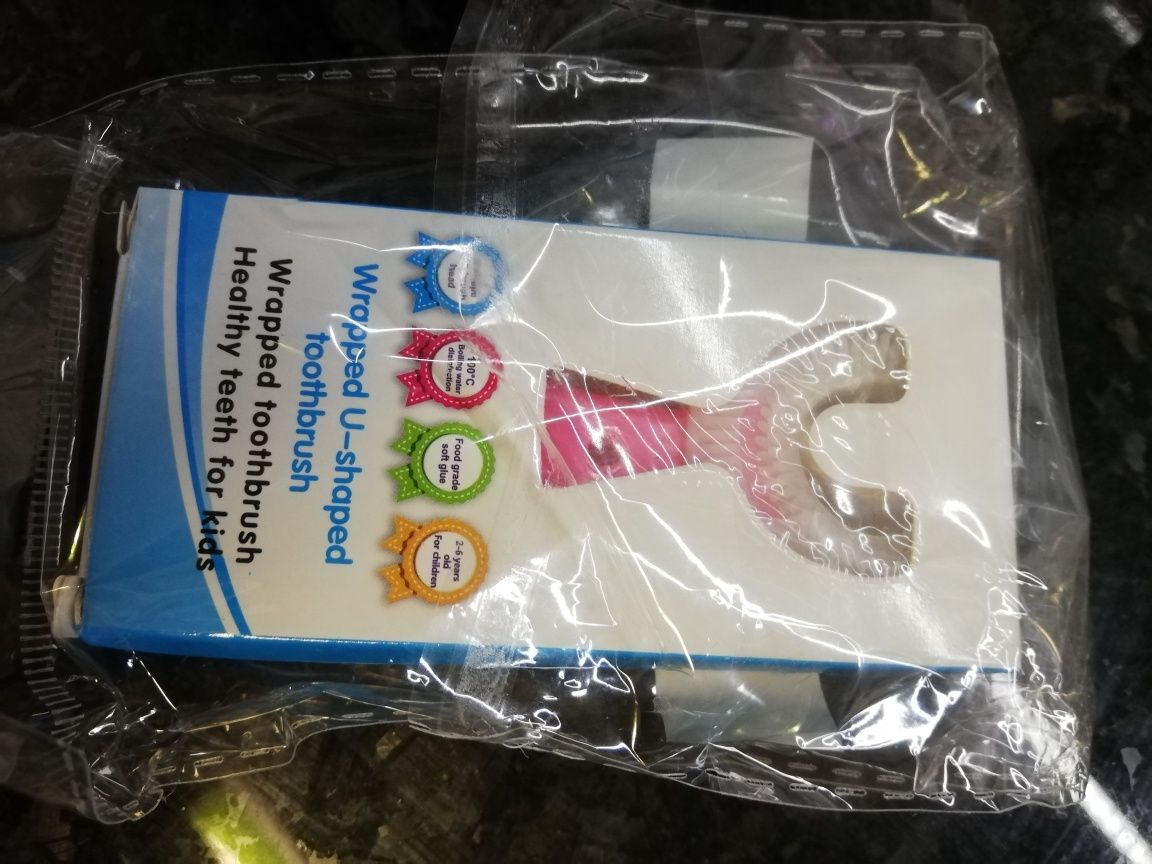 Wrapped U-shaped
toothbrush
Wrapped toothbrush
Healthy teeth for kids
head
100°C
Boiling water
disinfection
Food grade
soft glue
2-6 years
old
For children